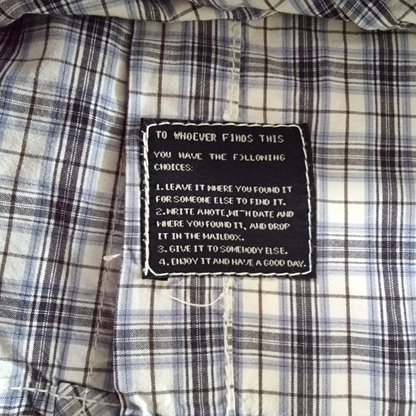 TO WHOEVER FINDS THIS
YOU HAVE THE FOLLOWING
CHOICES:
1. LEAVE IT WHERE YOU FOUND IT
FOR SOMEONE ELSE TO FIND IT.
2. WRITE A NOTE, WITH DATE AND
WHERE YOU FOUND IT, AND DROP
IT IN THE MAILBOX.
3. GIVE IT TO SOMEBODY ELSE.
4. ENJOY IT AND HAVE A GOOD DAY.